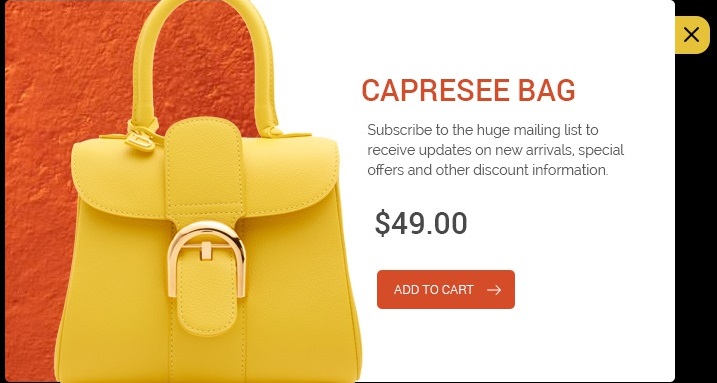 CAPRESEE BAG
Subscribe to the huge mailing list to
receive updates on new arrivals, special
offers and other discount information.
$49.00
ADD TO CART